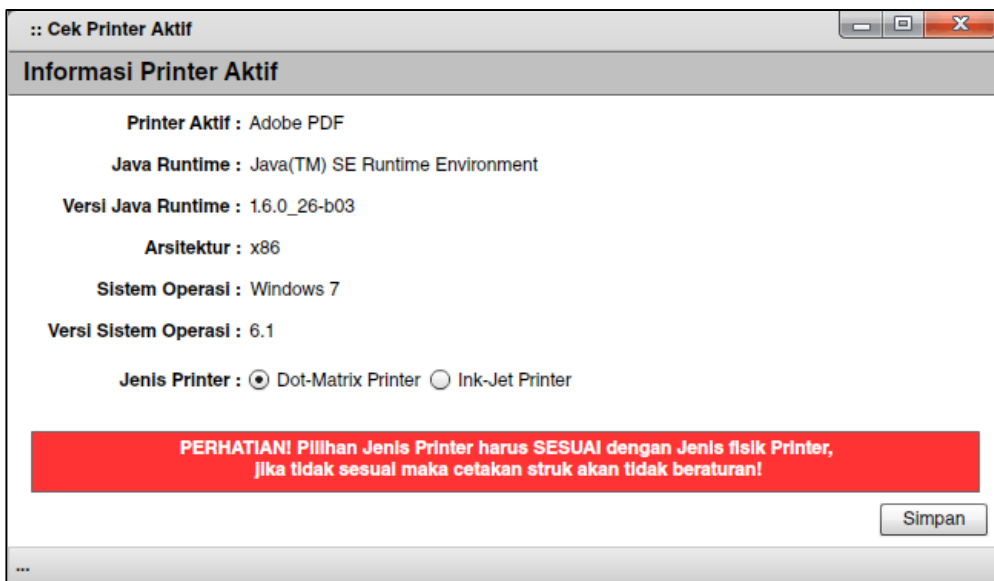 :: Cek Printer Aktif
Informasi Printer Aktif
Printer Aktif : Adobe PDF
Java Runtime : Java(TM) SE Runtime Environment
Versi Java Runtime : 1.6.0_26-b03
Arsitektur : x86
Sistem Operasi : Windows 7
Versi Sistem Operasi : 6.1
Jenis Printer : Dot-Matrix Printer Ink-Jet Printer
PERHATIAN! Pilihan Jenis Printer harus SESUAI dengan Jenis fisik Printer,
jika tidak sesuai maka cetakan struk akan tidak beraturan!
Simpan
...